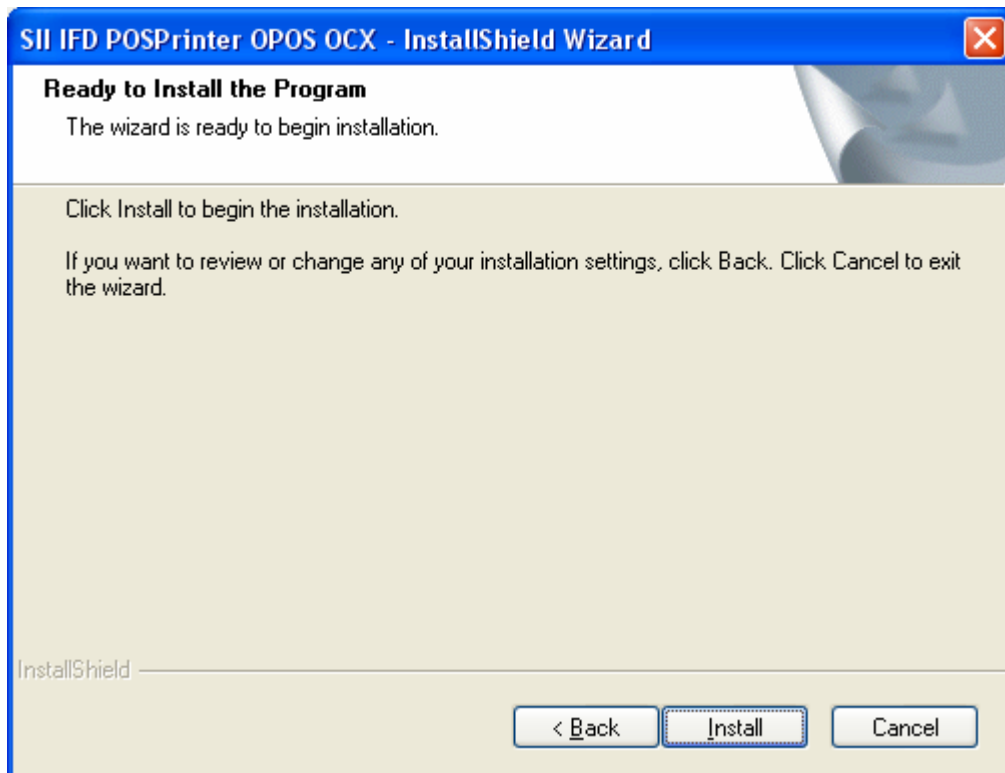 SII IFD POSPrinter OPOS OCX - InstallShield Wizard
Ready to Install the Program
The wizard is ready to begin installation.
Click Install to begin the installation.
If you want to review or change any of your installation settings, click Back. Click Cancel to exit
the wizard.
InstallShield
< Back Install Cancel